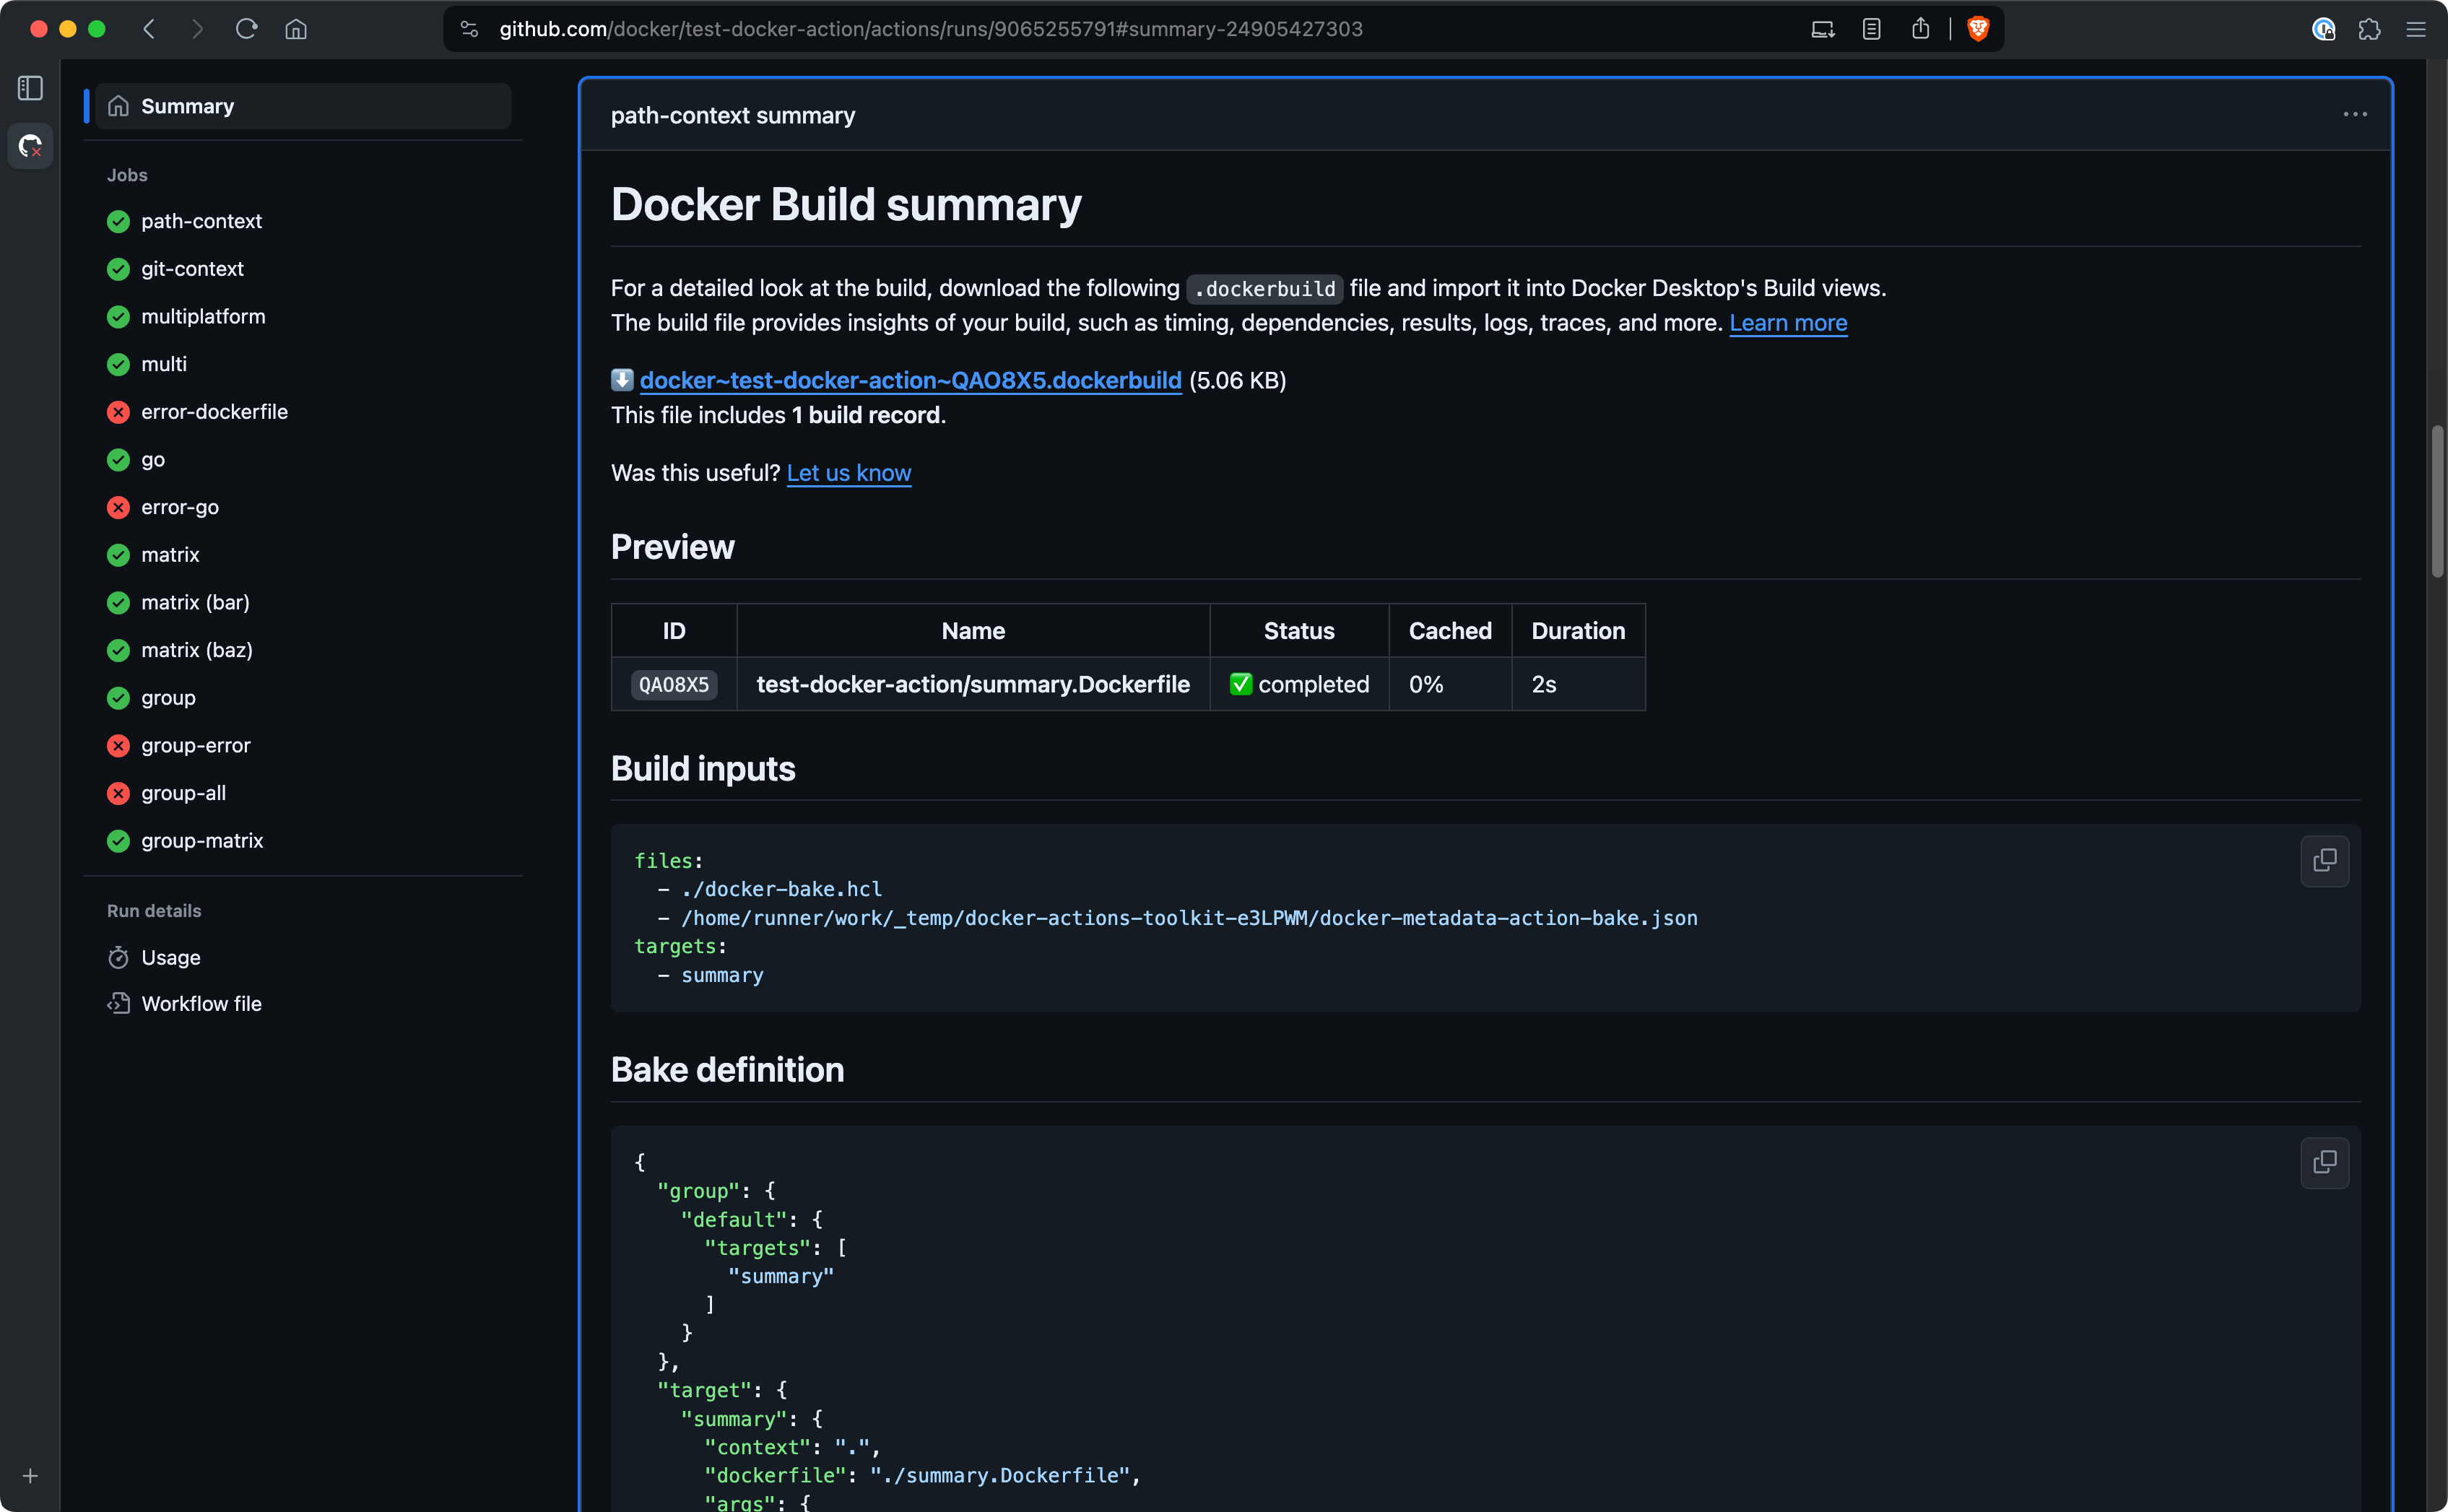 github.com/docker/test-docker-action/actions/runs/9065255791#summary-24905427303
Summary
Jobs
path-context
git-context
multiplatform
multi
error-dockerfile
go
error-go
matrix
matrix (bar)
matrix (baz)
group
group-error
group-all
group-matrix
Run details
Usage
Workflow file
path-context summary
Docker Build summary
For a detailed look at the build, download the following .dockerbuild file and import it into Docker Desktop's Build views.
The build file provides insights of your build, such as timing, dependencies, results, logs, traces, and more. Learn more
docker~test-docker-action~QAO8X5.dockerbuild (5.06 KB)
This file includes 1 build record.
Was this useful? Let us know
Preview
ID Name Status Cached Duration
QAO8X5 test-docker-action/summary.Dockerfile ✅ completed 0% 2s
Build inputs
files:
  - ./docker-bake.hcl
  - /home/runner/work/_temp/docker-actions-toolkit-e3LPWM/docker-metadata-action-bake.json
targets:
  - summary
Bake definition
{
  "group": {
    "default": {
      "targets": [
        "summary"
      ]
    }
  },
  "target": {
    "summary": {
      "context": ".",
      "dockerfile": "./summary.Dockerfile",
      "args": {